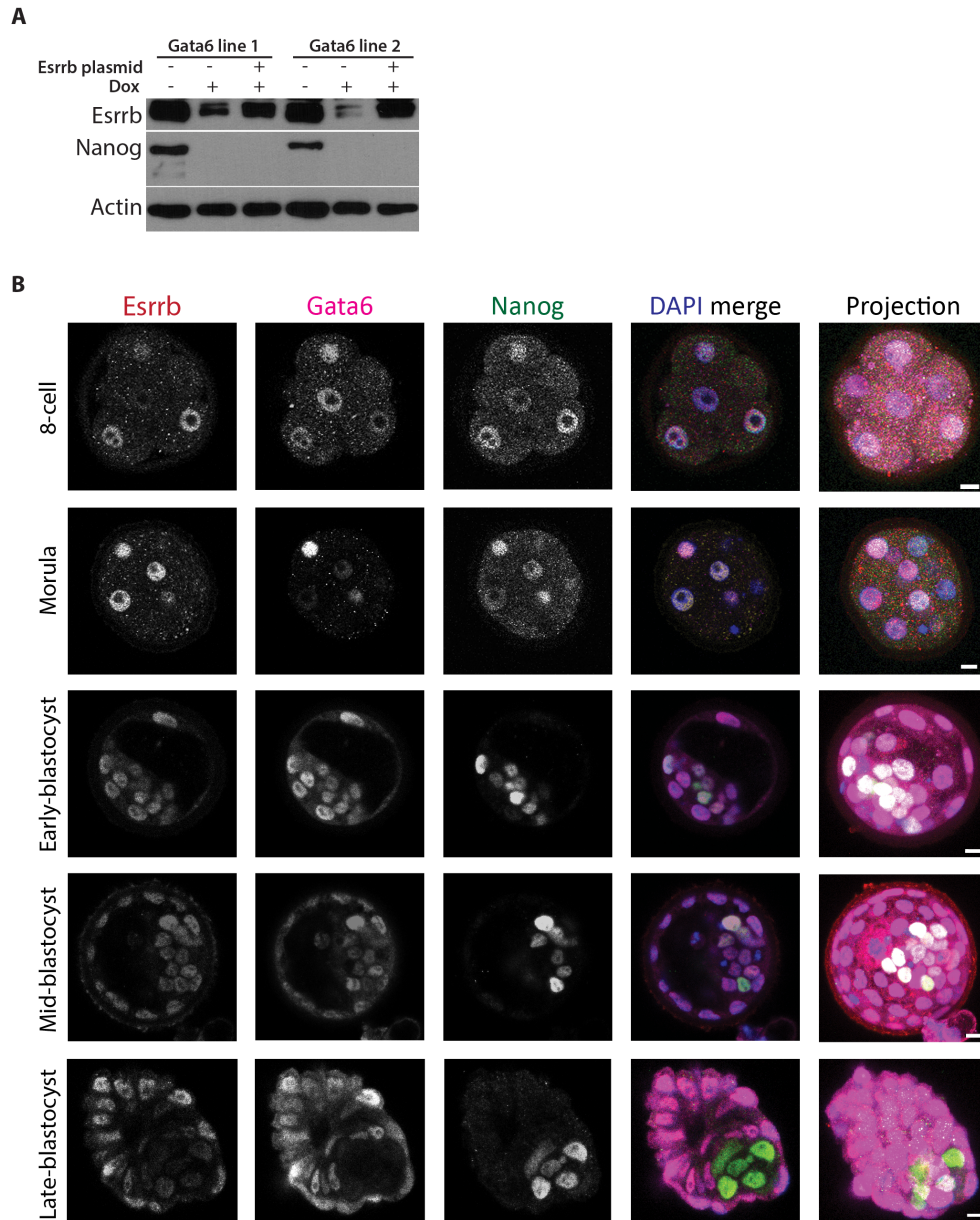 A
Gata6 line 1 Gata6 line 2
Esrrb plasmid - - + - - +
Dox - + + - + +
Esrrb
Nanog
Actin
B
Esrrb Gata6 Nanog DAPI merge Projection
8-cell
Morula
Early-blastocyst
Mid-blastocyst
Late-blastocyst